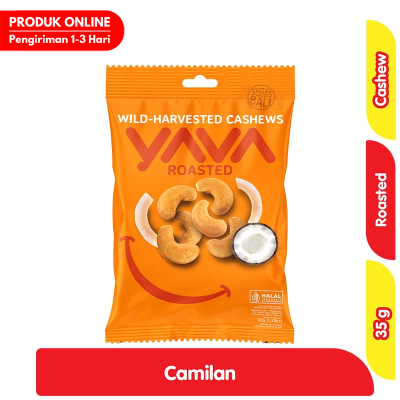 PRODUK ONLINE
Pengiriman 1-3 Hari
BALI
WILD-HARVESTED CASHEWS
YAVA
ROASTED
HALAL
Cashew
Roasted
35 g
Camilan